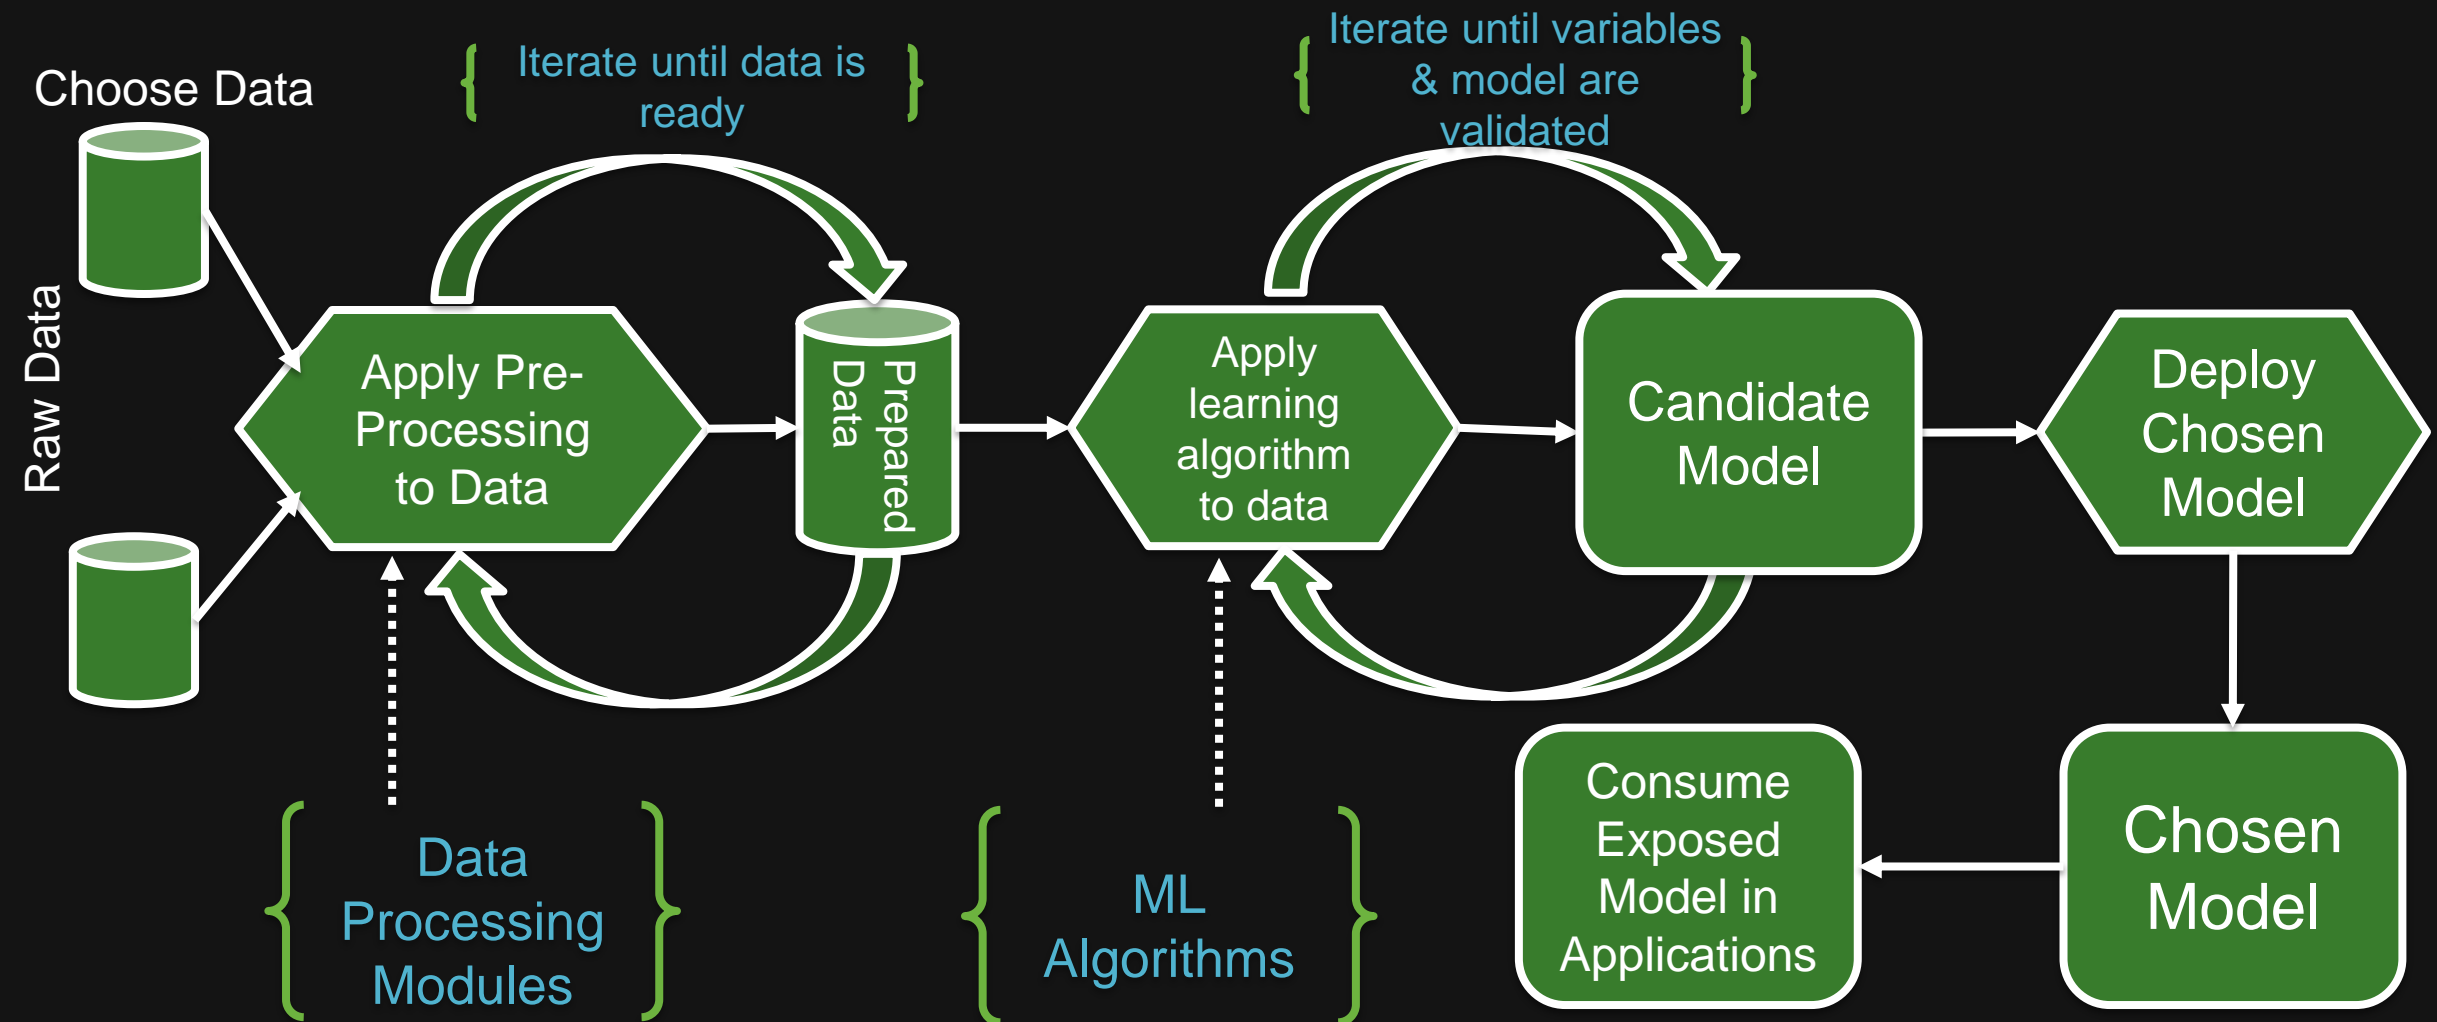 Choose Data
Raw Data
Iterate until data is
ready
Iterate until variables
& model are
validated
Apply Pre-
Processing
to Data
Prepared
Data
Apply
learning
algorithm
to data
Candidate
Model
Deploy
Chosen
Model
Data
Processing
Modules
ML
Algorithms
Consume
Exposed
Model in
Applications
Chosen
Model